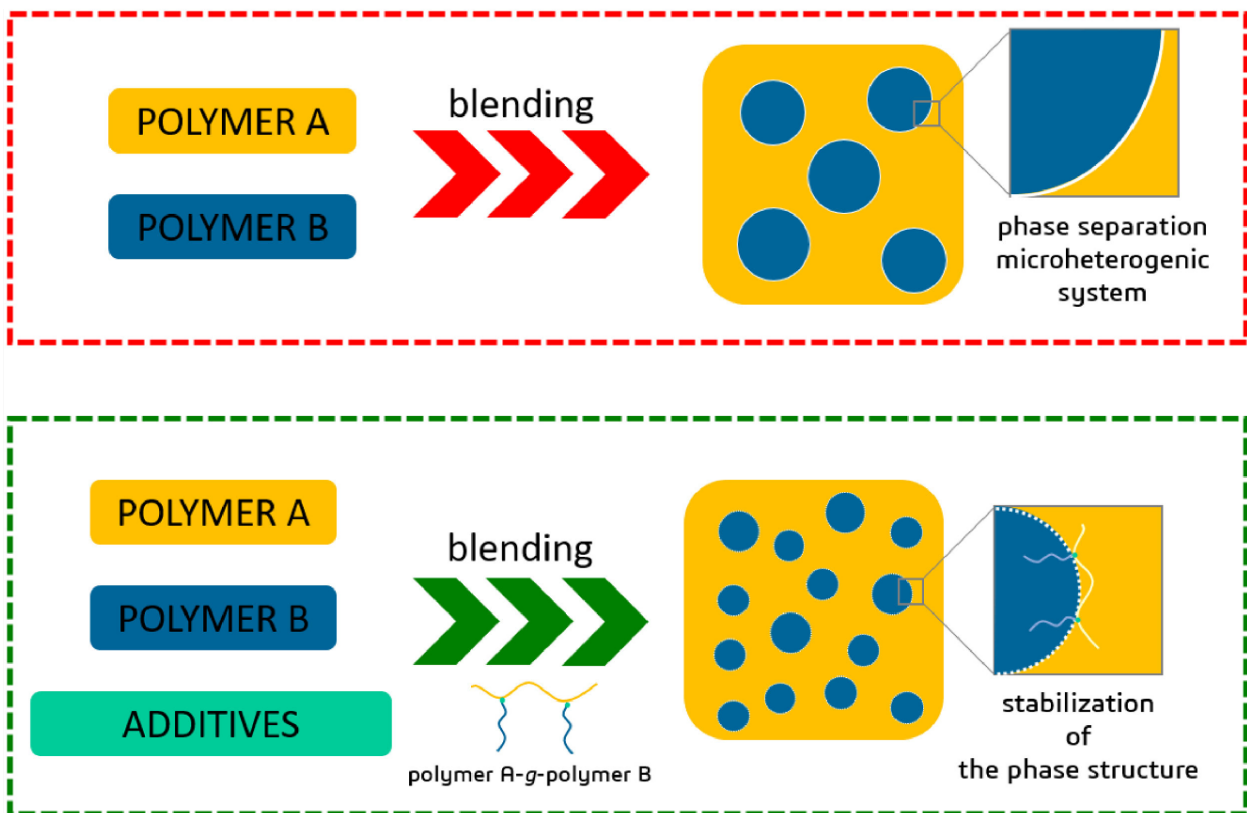 POLYMER A
POLYMER B
blending
phase separation
microheterogenic
system
POLYMER A
POLYMER B
ADDITIVES
blending
polymer A-g-polymer B
stabilization
of
the phase structure